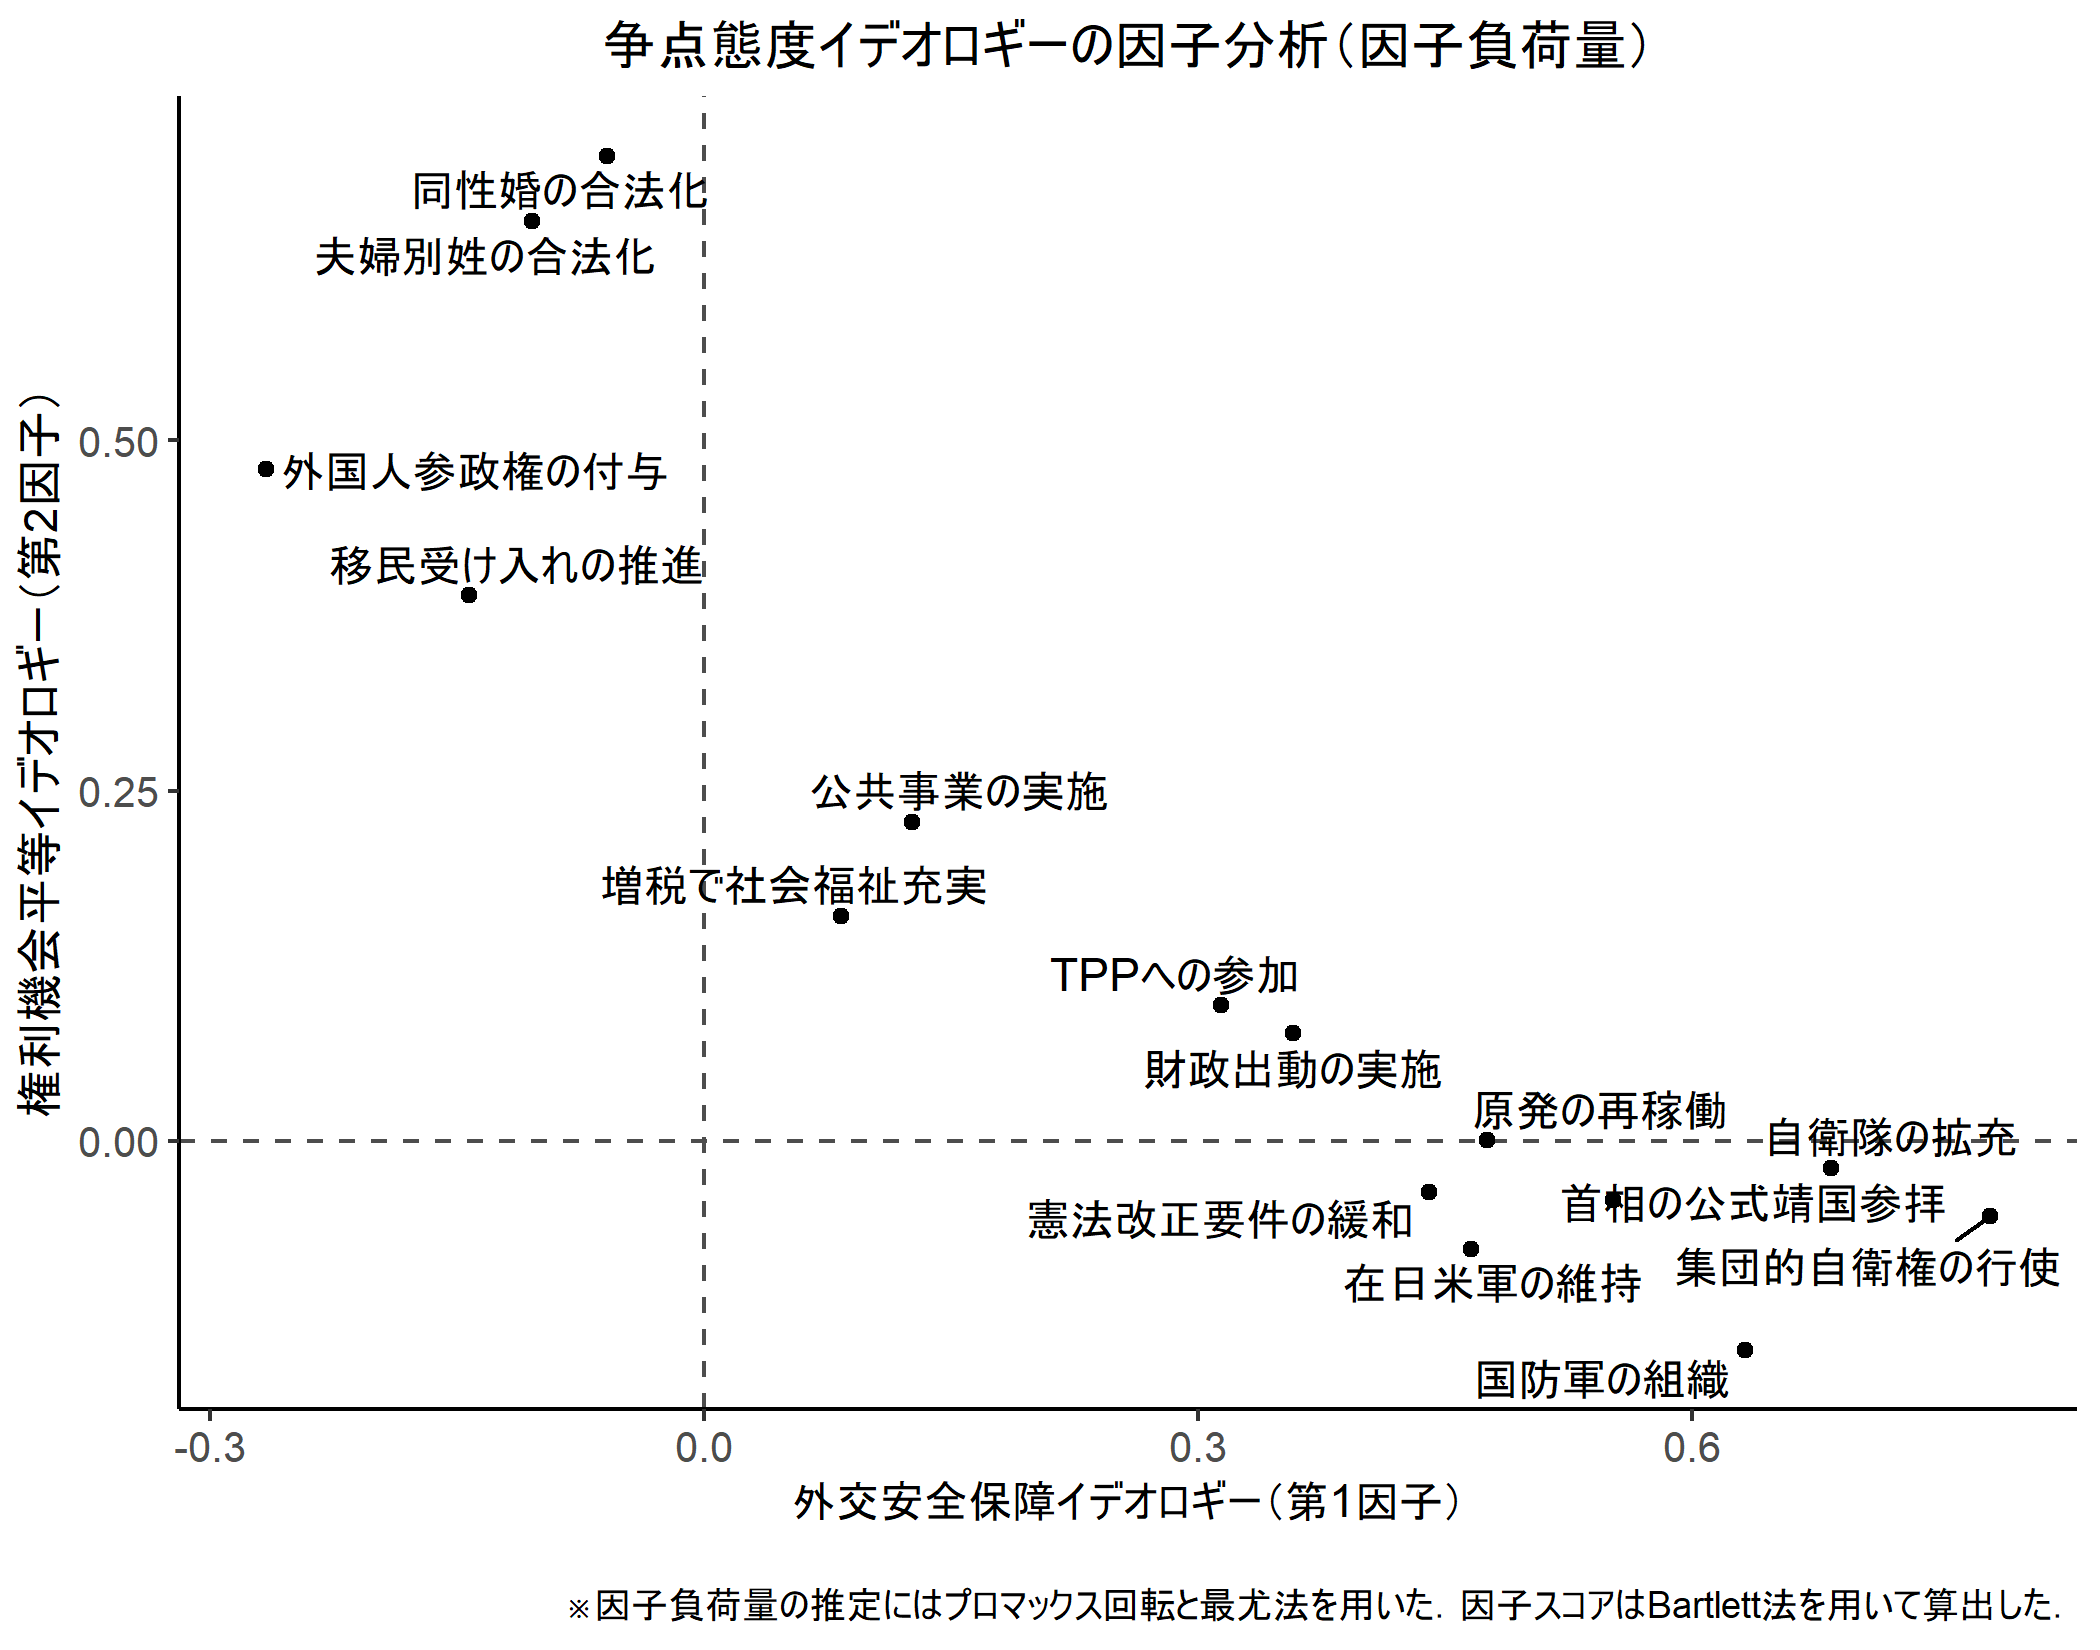 争点態度イデオロギーの因子分析（因子負荷量）
権利機会平等イデオロギー（第2因子）
0.50
0.25
0.00
同性婚の合法化
夫婦別姓の合法化
外国人参政権の付与
移民受け入れの推進
公共事業の実施
増税で社会福祉充実
TPPへの参加
財政出動の実施
原発の再稼働
自衛隊の拡充
首相の公式靖国参拝
憲法改正要件の緩和
集団的自衛権の行使
在日米軍の維持
国防軍の組織
-0.3
0.0
0.3
0.6
外交安全保障イデオロギー（第1因子）
※因子負荷量の推定にはプロマックス回転と最尤法を用いた．因子スコアはBartlett法を用いて算出した．